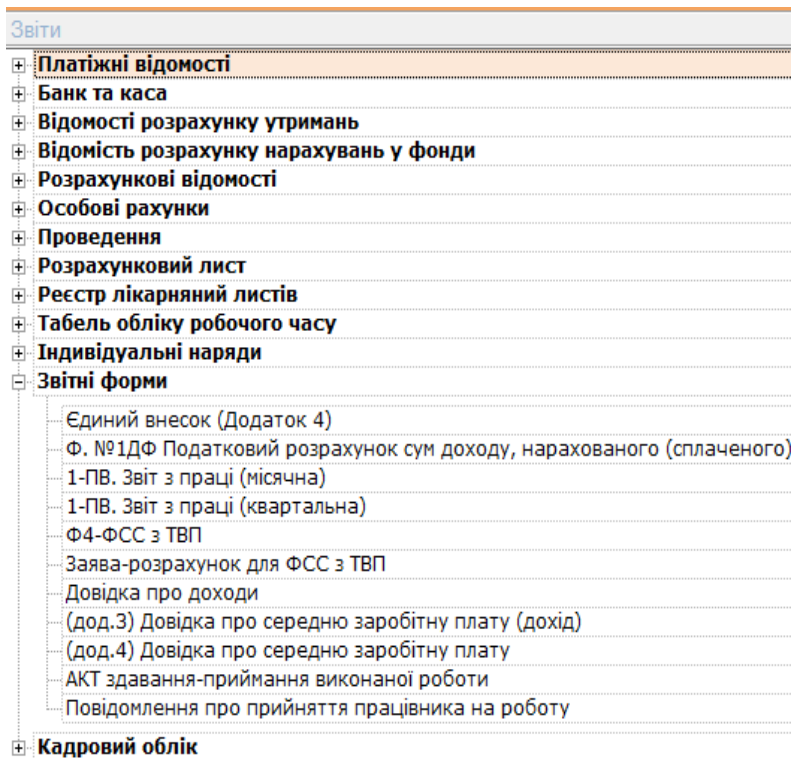 Звіти
Платіжні відомості
Банк та каса
Відомості розрахунку утримань
Відомість розрахунку нарахувань у фонди
Розрахункові відомості
Особові рахунки
Проведення
Розрахунковий лист
Реєстр лікарняний листів
Табель обліку робочого часу
Індивідуальні наряди
Звітні форми
Єдиний внесок (Додаток 4)
Ф. №1ДФ Податковий розрахунок сум доходу, нарахованого (сплаченого)
1-ПВ. Звіт з праці (місячна)
1-ПВ. Звіт з праці (квартальна)
Ф4-ФСС з ТВП
Заява-розрахунок для ФСС з ТВП
Довідка про доходи
(дод.3) Довідка про середню заробітну плату (дохід)
(дод.4) Довідка про середню заробітну плату
АКТ здавання-приймання виконаної роботи
Повідомлення про прийняття працівника на роботу
Кадровий облік